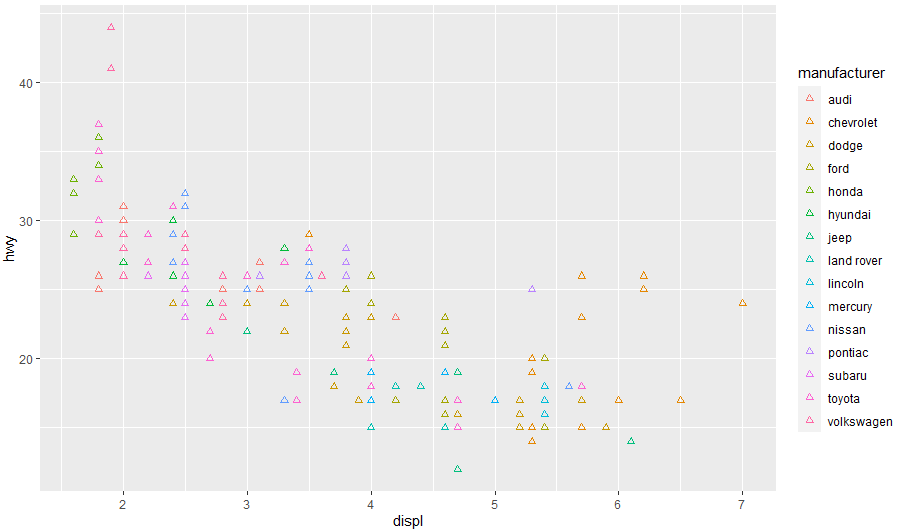 hwy
40
30
20
2 3 4 5 6 7
displ
manufacturer
audi
chevrolet
dodge
ford
honda
hyundai
jeep
land rover
lincoln
mercury
nissan
pontiac
subaru
toyota
volkswagen